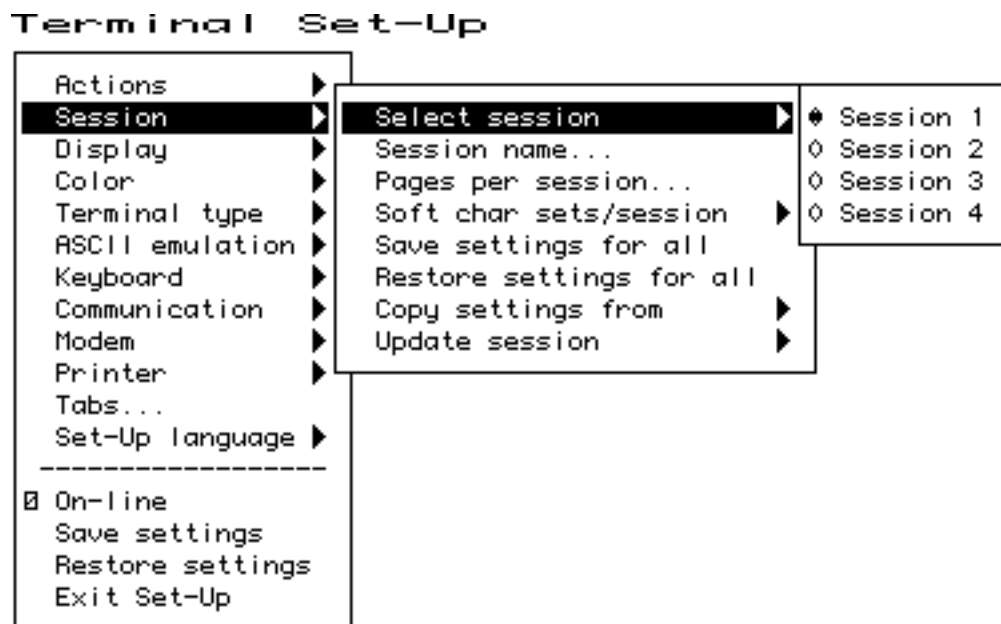 Terminal Set-Up
Actions
Session
Display
Color
Terminal type
ASCII emulation
Keyboard
Communication
Modem
Printer
Tabs...
Set-Up language
On-line
Save settings
Restore settings
Exit Set-Up
Select session
Session name...
Pages per session...
Soft char sets/session
Save settings for all
Restore settings for all
Copy settings from
Update session
Session 1
Session 2
Session 3
Session 4